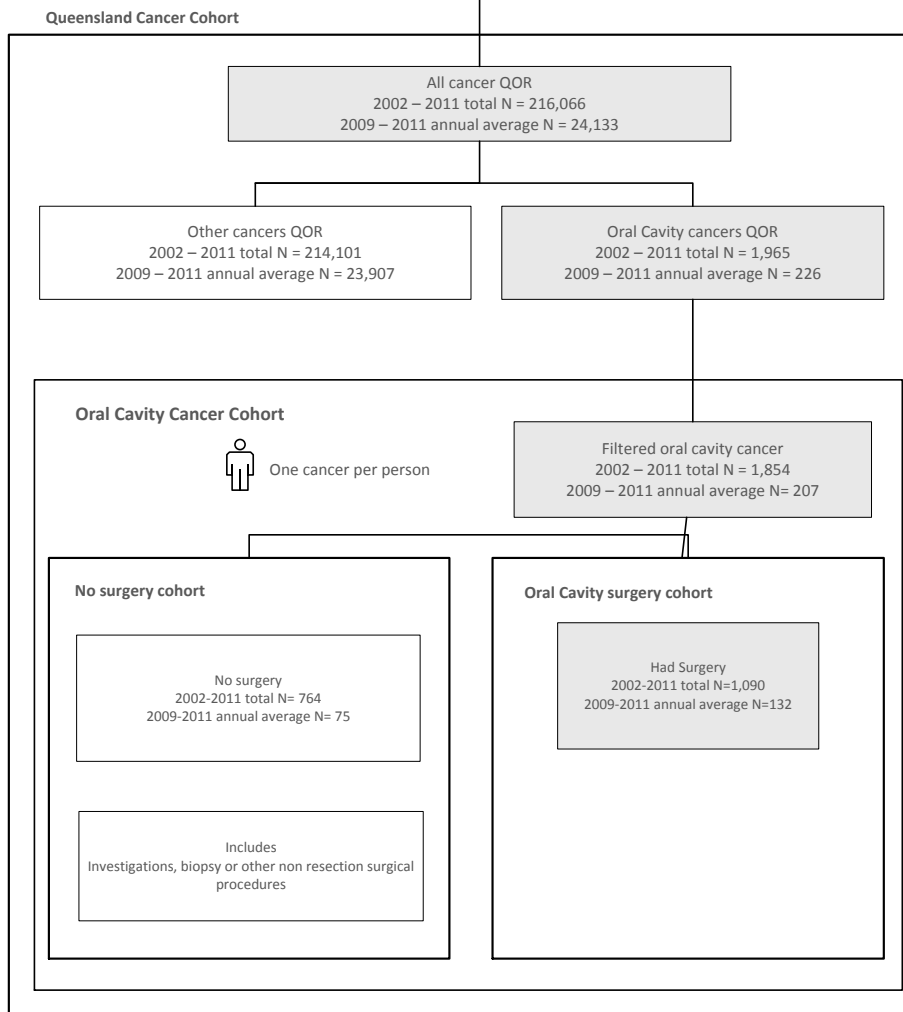 Queensland Cancer Cohort
All cancer QOR
2002 – 2011 total N = 216,066
2009 – 2011 annual average N = 24,133
Other cancers QOR
2002 – 2011 total N = 214,101
2009 – 2011 annual average N = 23,907
Oral Cavity cancers QOR
2002 – 2011 total N = 1,965
2009 – 2011 annual average N = 226
Oral Cavity Cancer Cohort
One cancer per person
Filtered oral cavity cancer
2002 – 2011 total N = 1,854
2009 – 2011 annual average N= 207
No surgery cohort
No surgery
2002-2011 total N= 764
2009-2011 annual average N= 75
Includes
Investigations, biopsy or other non resection surgical
procedures
Oral Cavity surgery cohort
Had Surgery
2002-2011 total N=1,090
2009-2011 annual average N=132